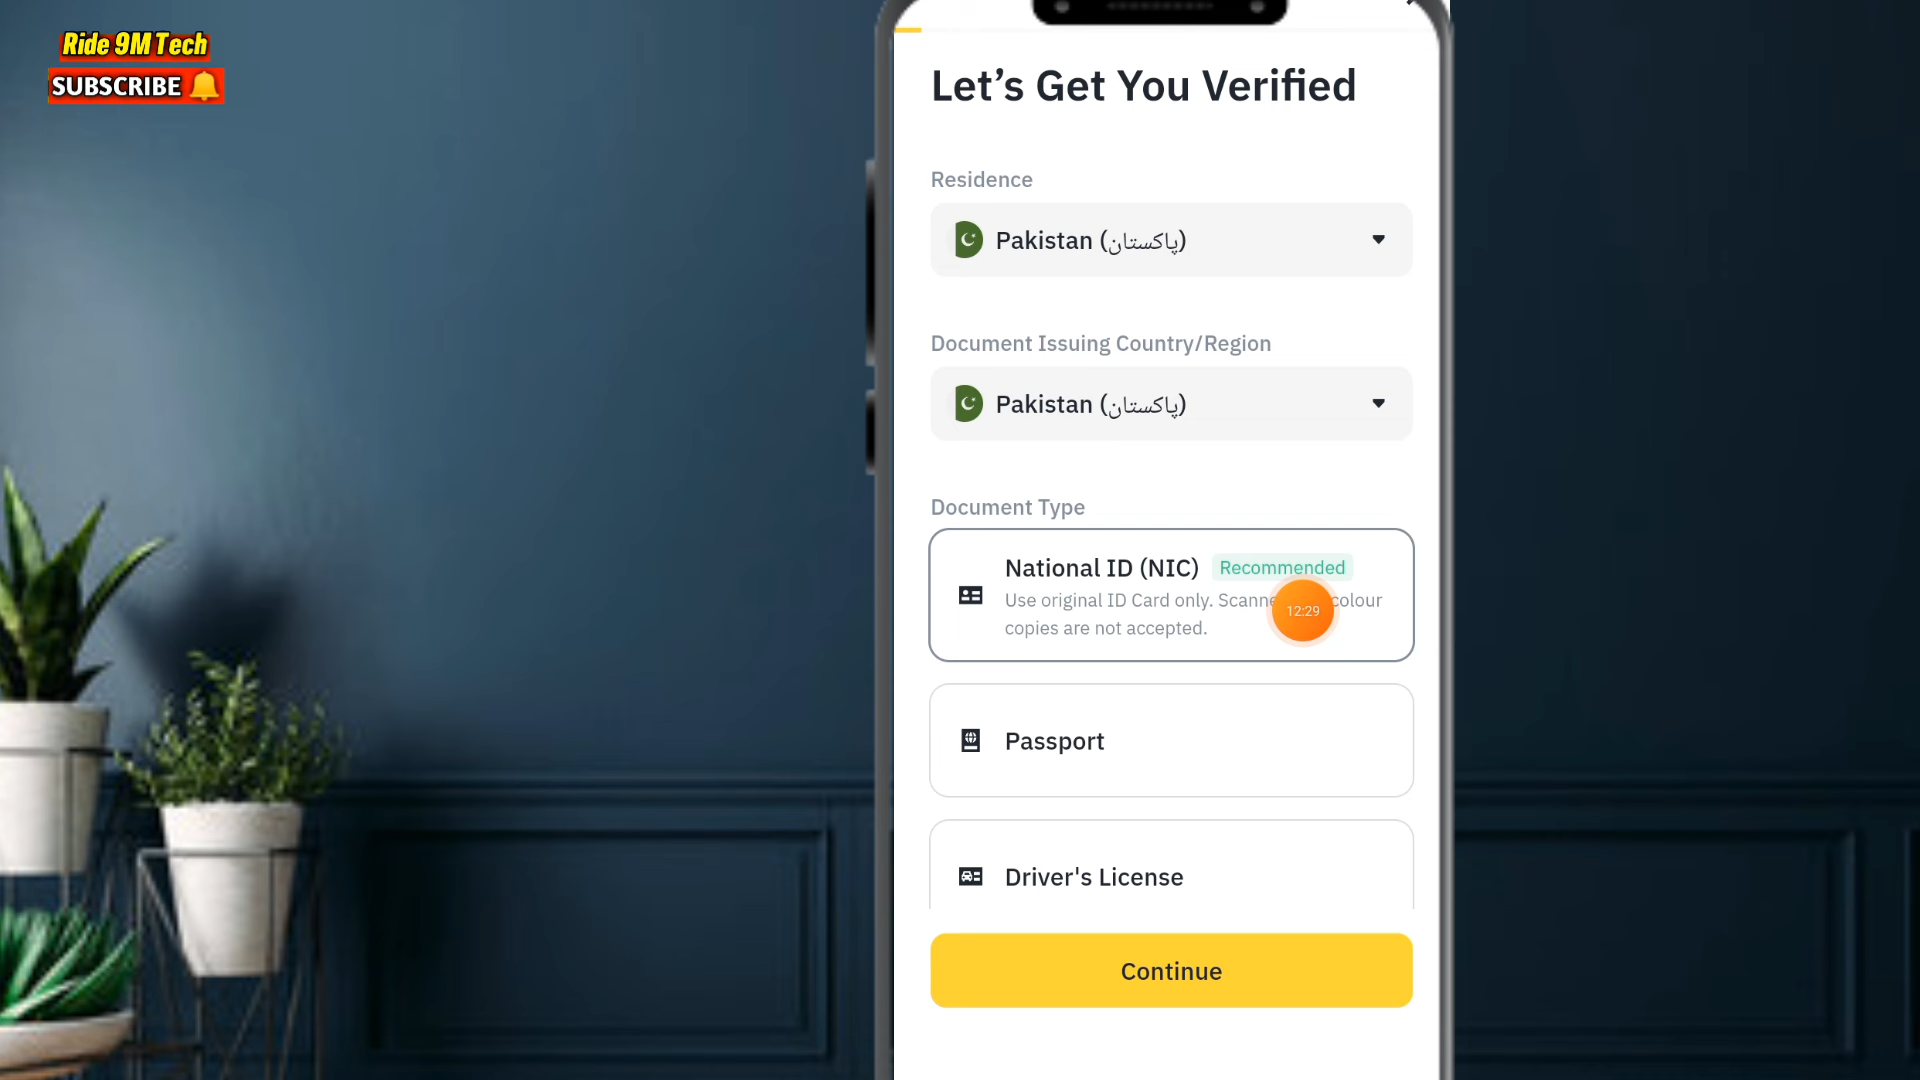 Ride 9M Tech
SUBSCRIBE
Let’s Get You Verified
Residence
Pakistan (پاکستان)
Document Issuing Country/Region
Pakistan (پاکستان)
Document Type
National ID (NIC) Recommended
Use original ID Card only. colour
12:29
copies are not accepted.
Passport
Driver's License
Continue